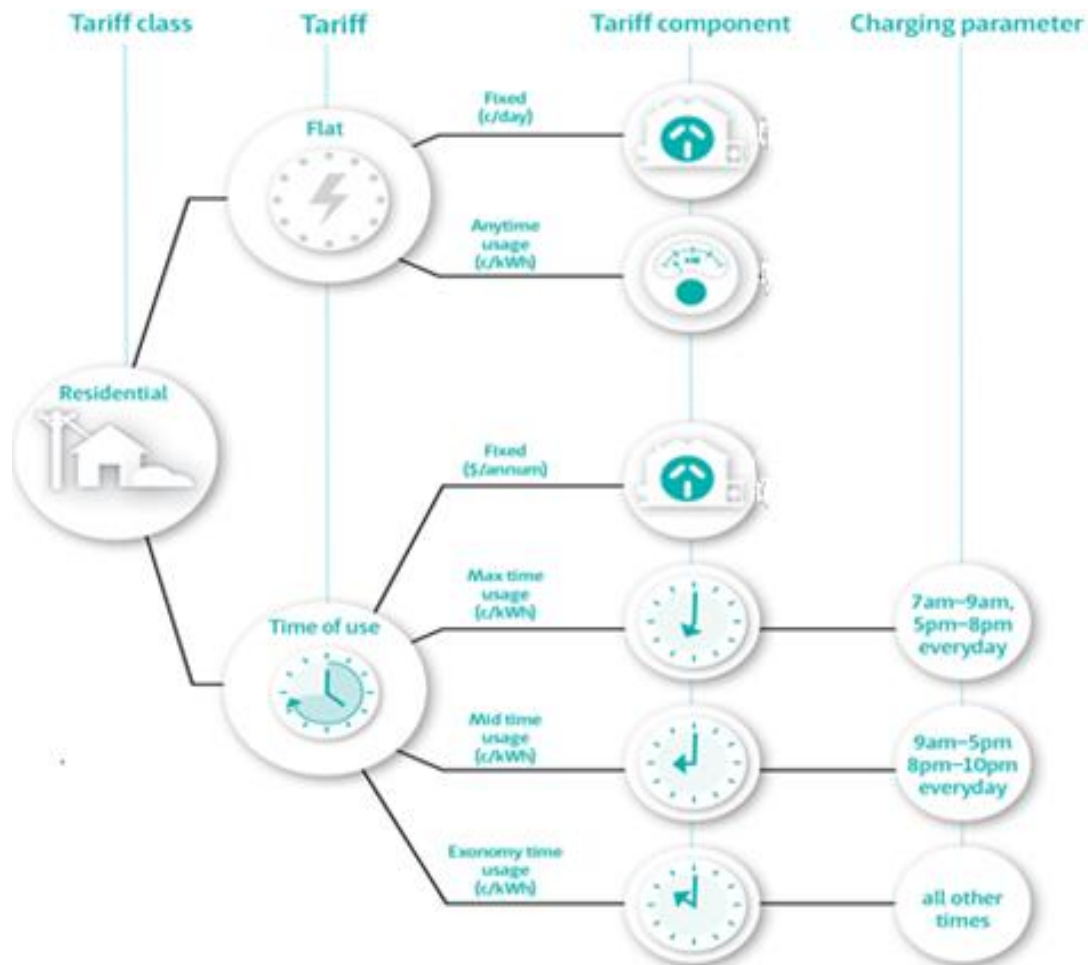 Tariff class
Tariff
Tariff component
Charging parameter
Fixed
(c/day)
Flat
Anytime
usage
(c/kWh)
Residential
Fixed
($/annum)
Max time
usage
(c/kWh)
7am–9am,
5pm–8pm
everyday
Time of use
Mid time
usage
(c/kWh)
9am–5pm
8pm–10pm
everyday
Exonomy time
usage
(c/kWh)
all other
times